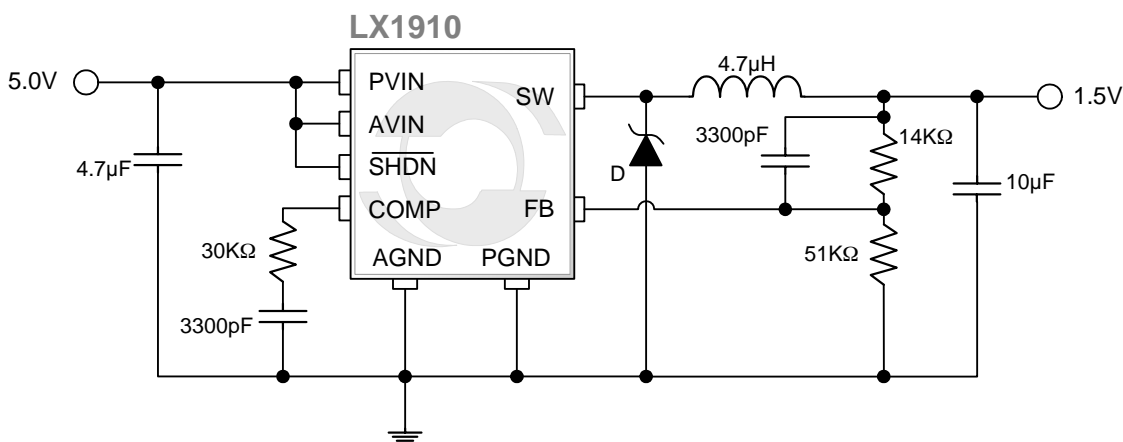 LX1910
5.0V
PVIN
AVIN
SHDN
COMP
SW
FB
AGND
PGND
4.7µF
30KΩ
3300pF
4.7µH
1.5V
3300pF
14KΩ
D
10µF
51KΩ